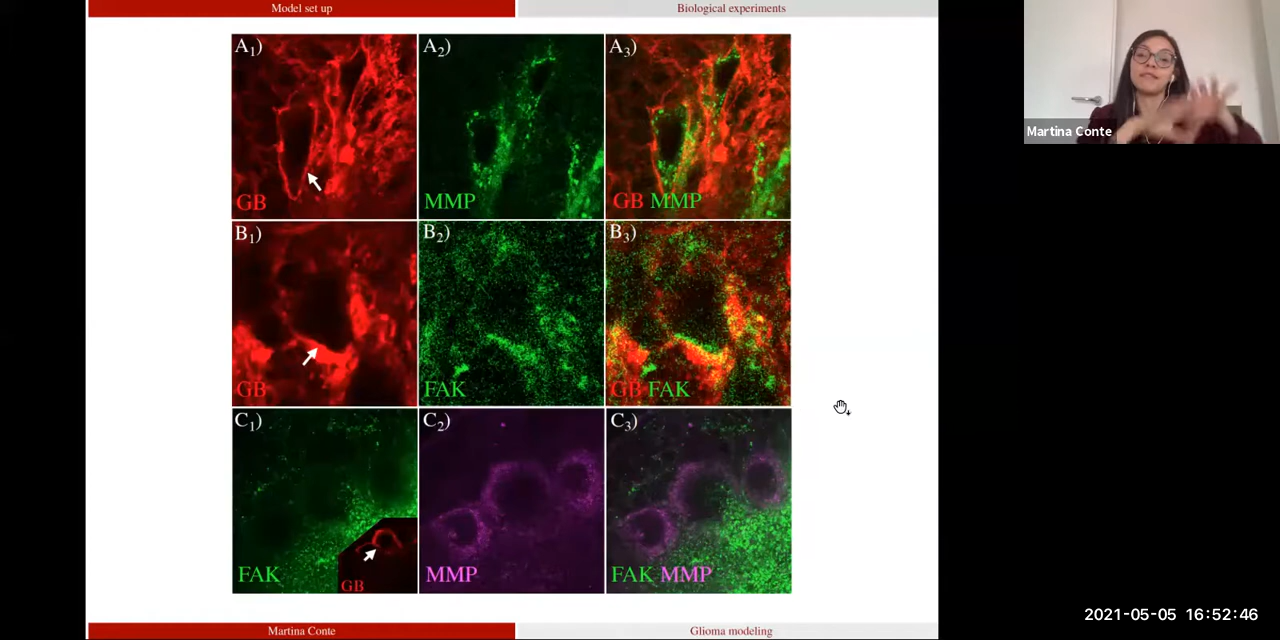 Model set up
Biological experiments
A1)
A2)
A3)
GB
MMP
GB MMP
B1)
B2)
B3)
GB
FAK
GB FAK
C1)
C2)
C3)
FAK
GB
MMP
FAK MMP
Martina Conte
Glioma modeling
Martina Conte
2021-05-05 16:52:46